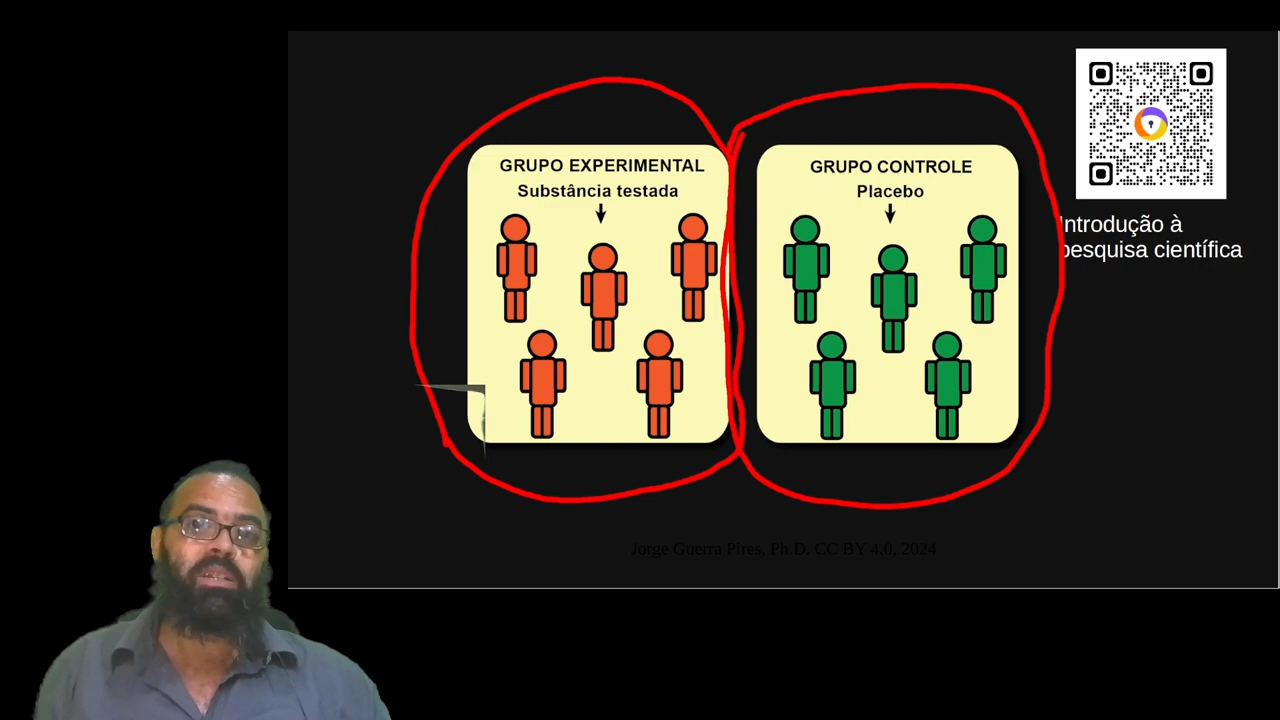 GRUPO EXPERIMENTAL
Substância testada
GRUPO CONTROLE
Placebo
Introdução à
pesquisa científica
Jorge Guerra Pires, Ph.D. CC BY 4.0, 2024